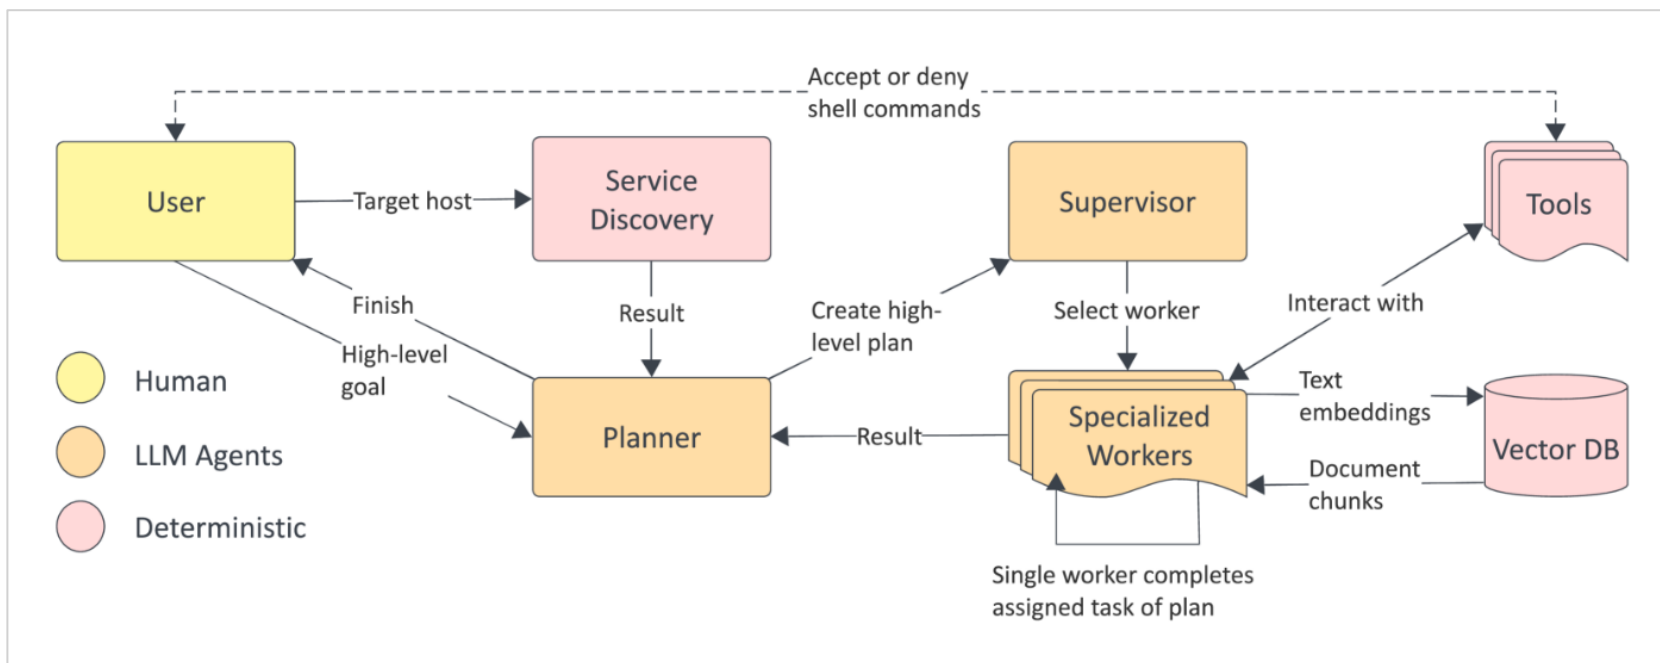 Accept or deny
shell commands
User
Target host
Service
Discovery
Supervisor
Tools
Finish
Result
Create high-
level plan
Select worker
Interact with
High-level
goal
Human
LLM Agents
Deterministic
Planner
Result
Specialized
Workers
Text
embeddings
Vector DB
Document
chunks
Single worker completes
assigned task of plan